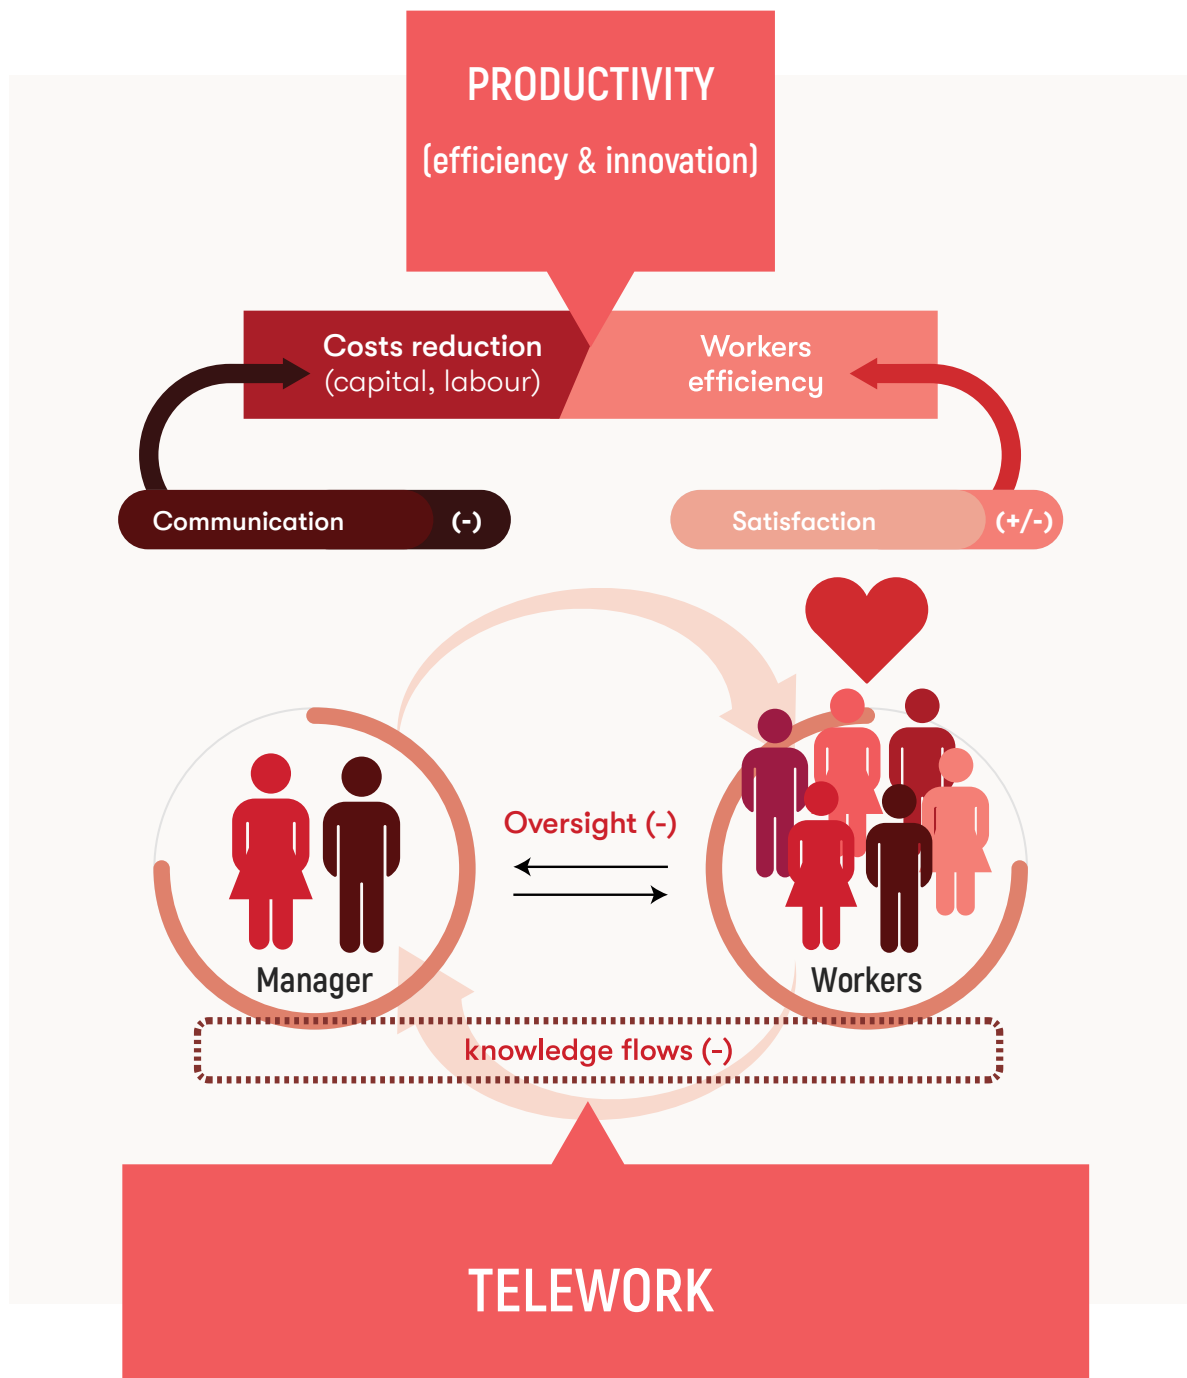 PRODUCTIVITY
(efficiency & innovation)
Costs reduction
(capital, labour)
Workers
efficiency
Communication (-)
Satisfaction (+/-)
Oversight (-)
Manager
Workers
knowledge flows (-)
TELEWORK